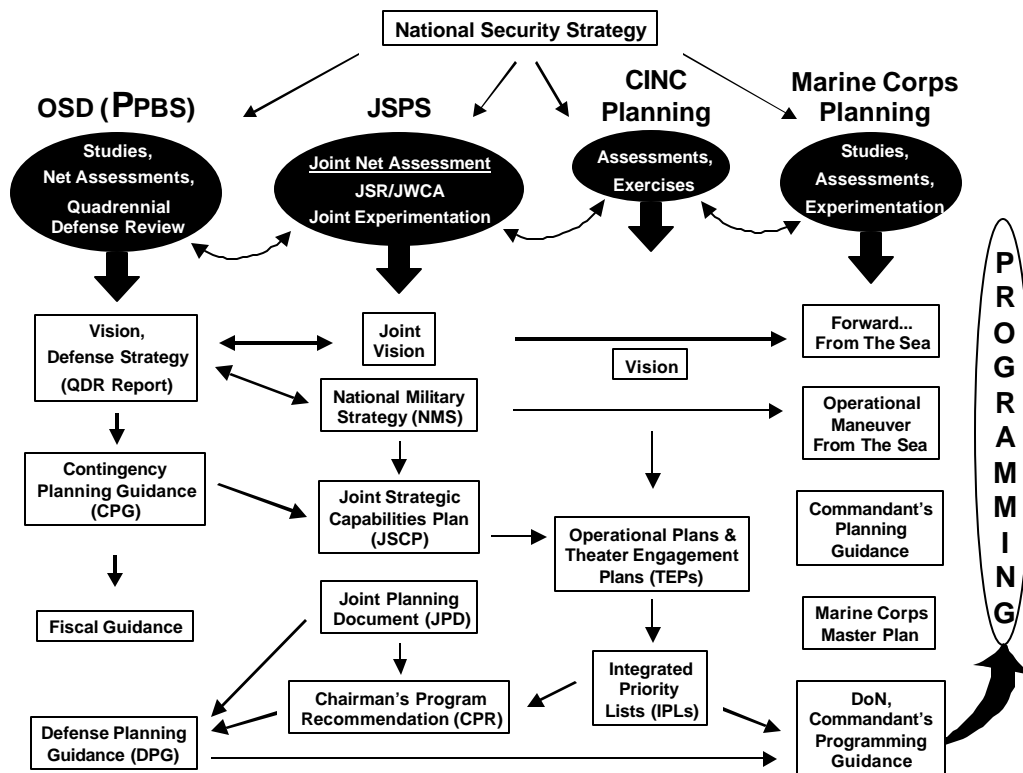 National Security Strategy
OSD (PPBS)
Studies,
Net Assessments,
Quadrennial
Defense Review
Vision,
Defense Strategy
(QDR Report)
Contingency
Planning Guidance
(CPG)
Fiscal Guidance
Defense Planning
Guidance (DPG)
JSPS
Joint Net Assessment
JSR/JWCA
Joint Experimentation
Joint
Vision
National Military
Strategy (NMS)
Joint Strategic
Capabilities Plan
(JSCP)
Joint Planning
Document (JPD)
Chairman's Program
Recommendation (CPR)
CINC
Planning
Assessments,
Exercises
Vision
Operational Plans &
Theater Engagement
Plans (TEPs)
Integrated
Priority
Lists (IPLs)
Marine Corps
Planning
Studies,
Assessments,
Experimentation
Forward...
From The Sea
Operational
Maneuver
From The Sea
Commandant's
Planning
Guidance
Marine Corps
Master Plan
DoN,
Commandant's
Programming
Guidance
PROGRAMMING